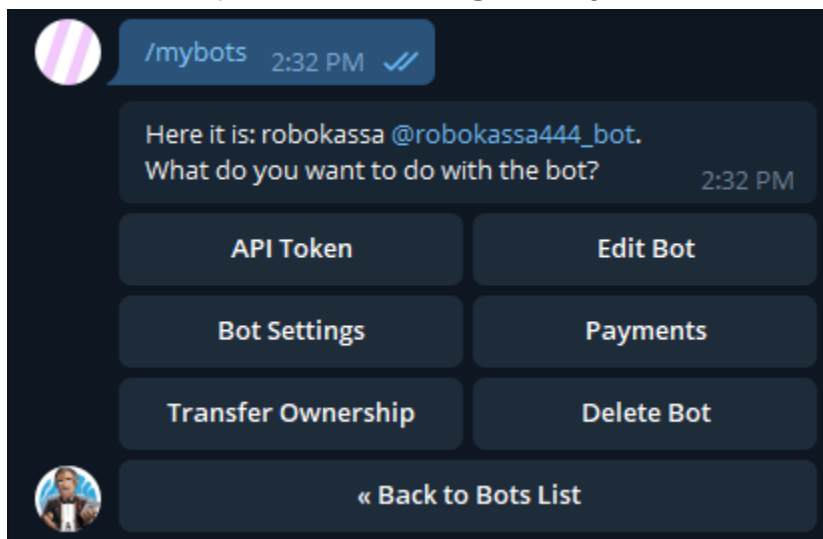 /mybots 2:32 PM
Here it is: robokassa @robokassa444_bot.
What do you want to do with the bot? 2:32 PM
API Token Edit Bot
Bot Settings Payments
Transfer Ownership Delete Bot
« Back to Bots List